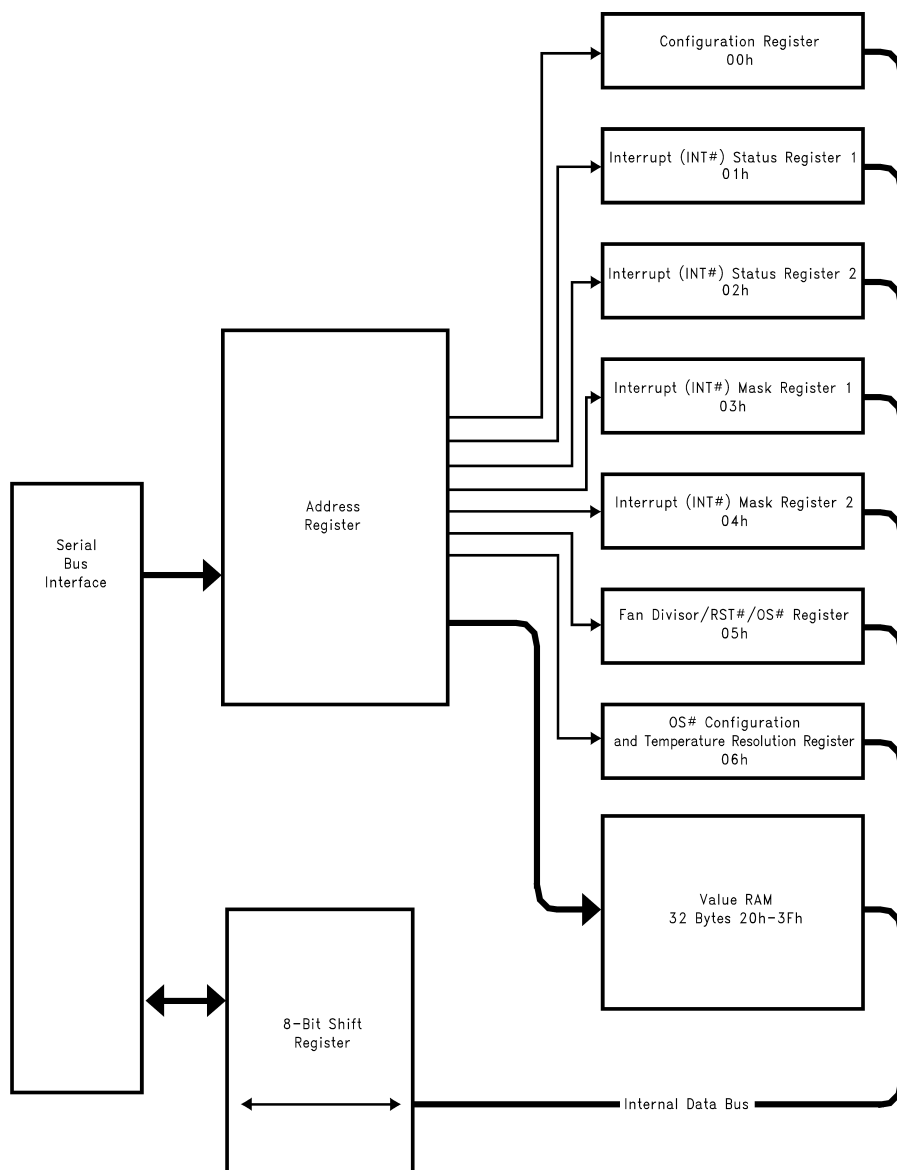 Configuration Register
00h
Interrupt (INT#) Status Register 1
01h
Interrupt (INT#) Status Register 2
02h
Interrupt (INT#) Mask Register 1
03h
Interrupt (INT#) Mask Register 2
04h
Fan Divisor/RST#/OS# Register
05h
OS# Configuration
and Temperature Resolution Register
06h
Value RAM
32 Bytes 20h-3Fh
Address
Register
Serial
Bus
Interface
8-Bit Shift
Register
Internal Data Bus